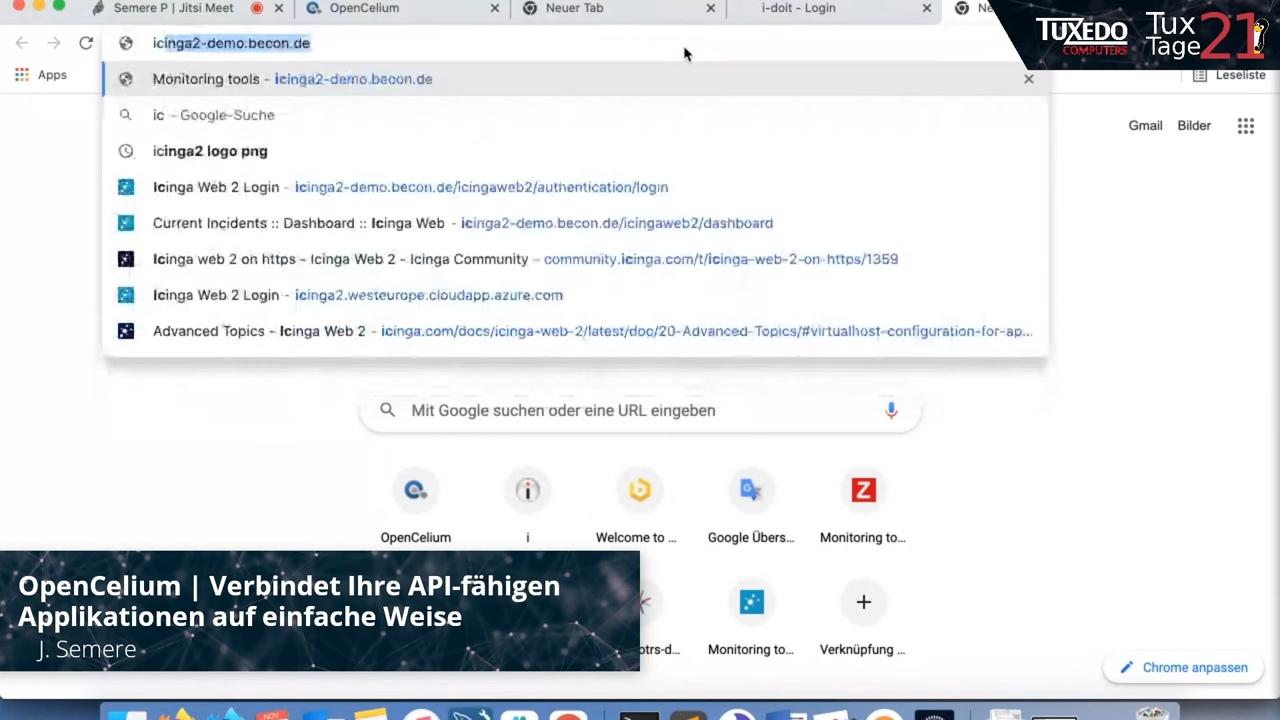 Semere P | Jitsi Meet
OpenCelium
Neuer Tab
i-doit - Login
Ne
TUXEDO
COMPUTERS
Tux
Tage
21
icinga2-demo.becon.de
Apps
Leseliste
Monitoring tools - icinga2-demo.becon.de
Gmail
Bilder
ic - Google-Suche
icinga2 logo png
Icinga Web 2 Login - icinga2-demo.becon.de/icingaweb2/authentication/login
Current Incidents :: Dashboard :: Icinga Web - icinga2-demo.becon.de/icingaweb2/dashboard
Icinga web 2 on https - Icinga Web 2 - Icinga Community - community.icinga.com/t/icinga-web-2-on-https/1359
Icinga Web 2 Login - icinga2.westeurope.cloudapp.azure.com
Advanced Topics - Icinga Web 2 - icinga.com/docs/icinga-web-2/latest/doc/20-Advanced-Topics/#virtualhost-configuration-for-ap...
Mit Google suchen oder eine URL eingeben
OpenCelium
i
Welcome to ...
Google Übers...
Monitoring to...
OpenCelium | Verbindet Ihre API-fähigen
Applikationen auf einfache Weise
J. Semere
otrs-d...
Monitoring to...
Verknüpfung ...
Chrome anpassen
NOV